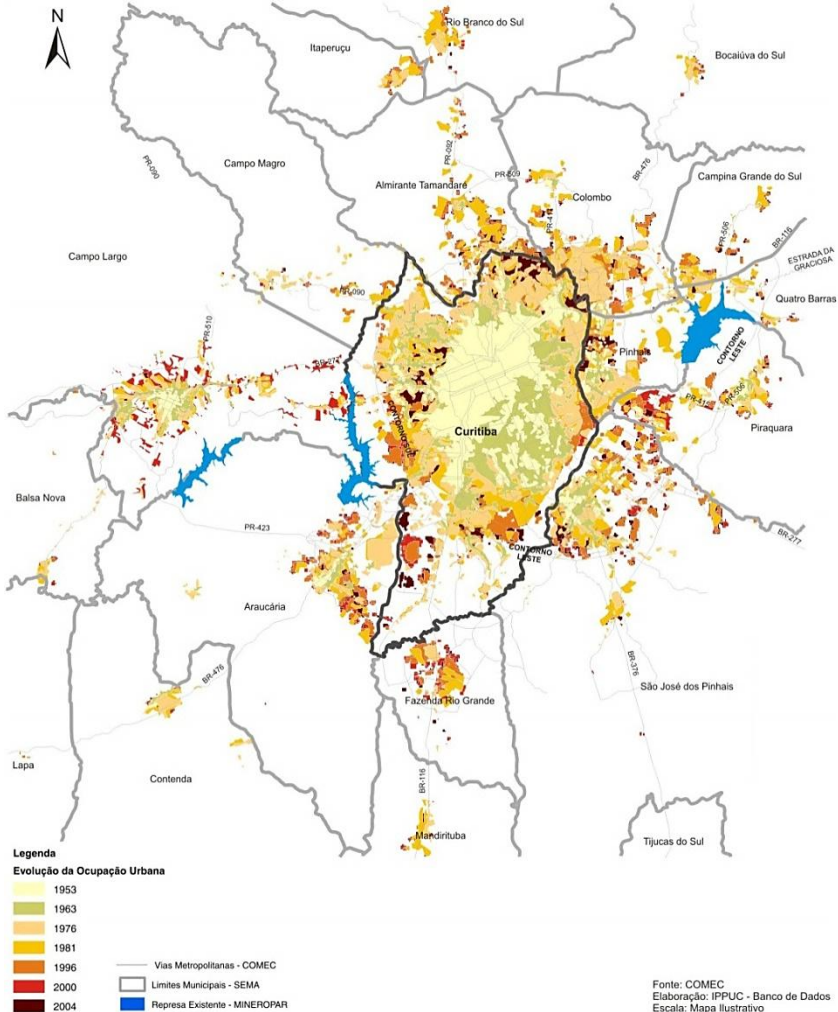 N
Rio Branco do Sul
Itaperuçu
Bocaiúva do Sul
PR-092
PR-090
Campo Magro
PR-509
PR-476
Almirante Tamandaré
Colombo
Campina Grande do Sul
PR-506
BR-116
Campo Largo
ESTRADA DA
GRACIOSA
PR-090
Quatro Barras
PR-510
CONTORNO
LESTE
Pinhais
PR-506
Piraquara
Curitiba
Balsa Nova
PR-423
BR-277
CONTORNO
LESTE
Araucária
BR-476
BR-376
São José dos Pinhais
Fazenda Rio Grande
Lapa
Contenda
BR-116
Mandirituba
Tijucas do Sul
Legenda
Evolução da Ocupação Urbana
1953
1963
1976
1981
1996
2000
2004
Vias Metropolitanas - COMEC
Limites Municipais - SEMA
Represa Existente - MINEROPAR
Fonte: COMEC
Elaboração: IPPUC - Banco de Dados
Escala: Mapa Ilustrativo